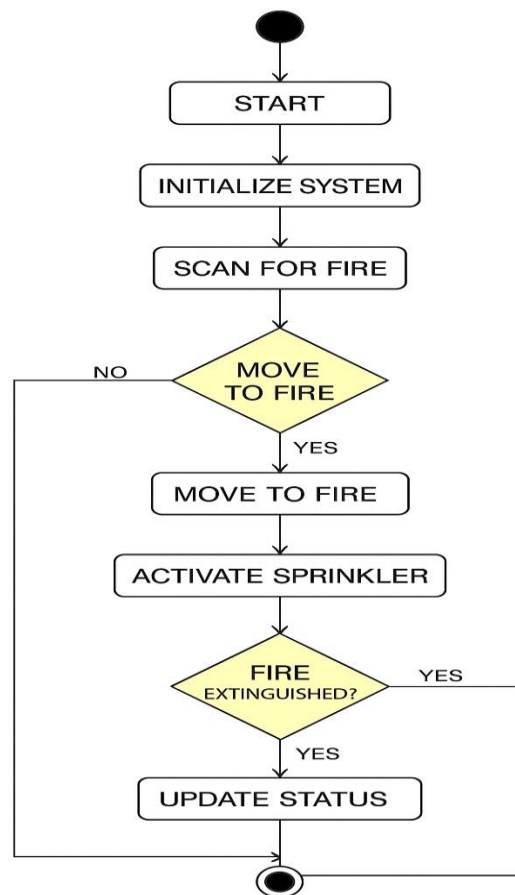 START
INITIALIZE SYSTEM
SCAN FOR FIRE
MOVE
TO FIRE
NO
YES
MOVE TO FIRE
ACTIVATE SPRINKLER
FIRE
EXTINGUISHED?
YES
YES
UPDATE STATUS